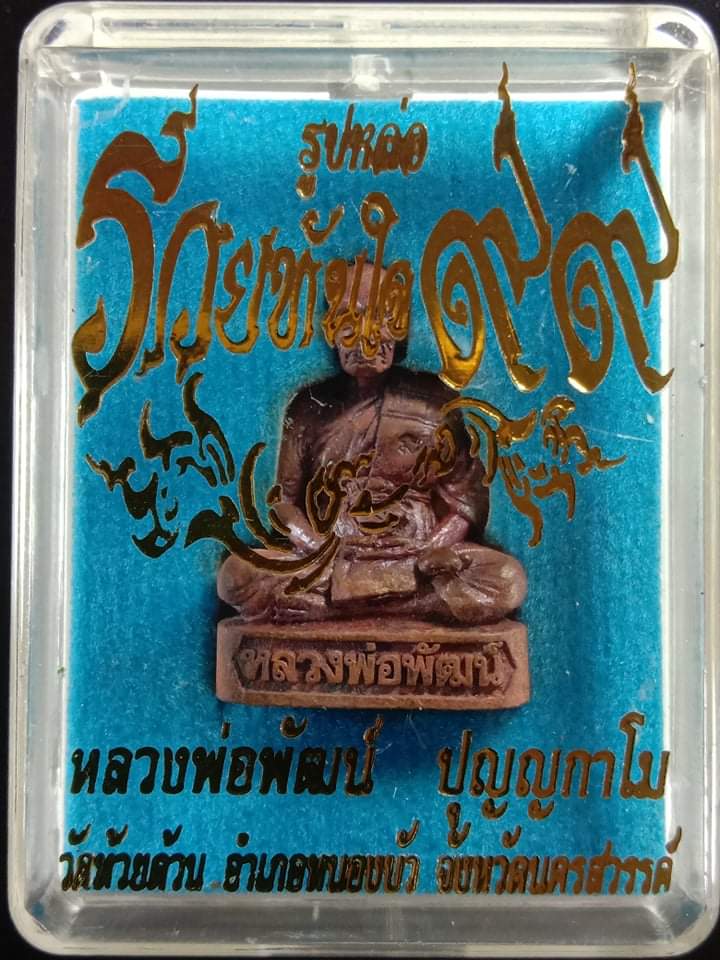 รูปหล่อ
รวยทันใจ ๙๙
หลวงพ่อพัฒน์
หลวงพ่อพัฒน์ ปุญญกาโม
วัดห้วยด้วน อำเภอหนองบัว จังหวัดนครสวรรค์